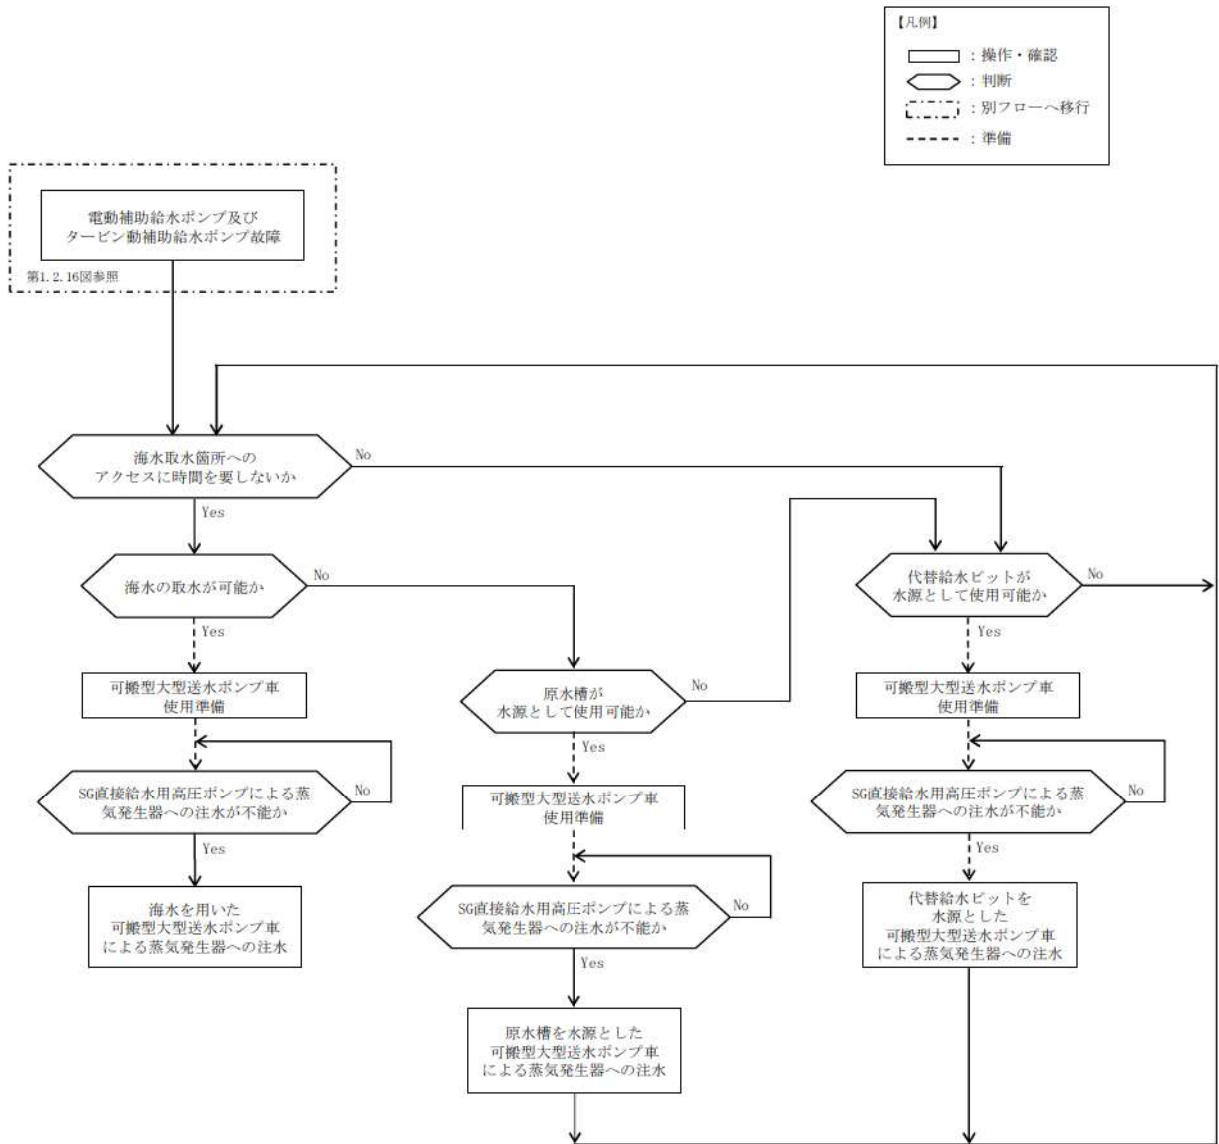 【凡例】
：操作・確認
：判断
：別フローへ移行
：準備
電動補助給水ポンプ及び
タービン動補助給水ポンプ故障
第1.2.16図参照
海水取水箇所への
アクセスに時間を要しないか
No
Yes
海水の取水が可能か
No
Yes
可搬型大型送水ポンプ車
使用準備
SG直接給水用高圧ポンプによる蒸
気発生器への注水が不能か
No
Yes
海水を用いた
可搬型大型送水ポンプ車
による蒸気発生器への注水
原水槽が
水源として使用可能か
No
Yes
可搬型大型送水ポンプ車
使用準備
SG直接給水用高圧ポンプによる蒸
気発生器への注水が不能か
No
Yes
原水槽を水源とした
可搬型大型送水ポンプ車
による蒸気発生器への注水
代替給水ピットが
水源として使用可能か
No
Yes
可搬型大型送水ポンプ車
使用準備
SG直接給水用高圧ポンプによる蒸
気発生器への注水が不能か
No
Yes
代替給水ピットを
水源とした
可搬型大型送水ポンプ車
による蒸気発生器への注水